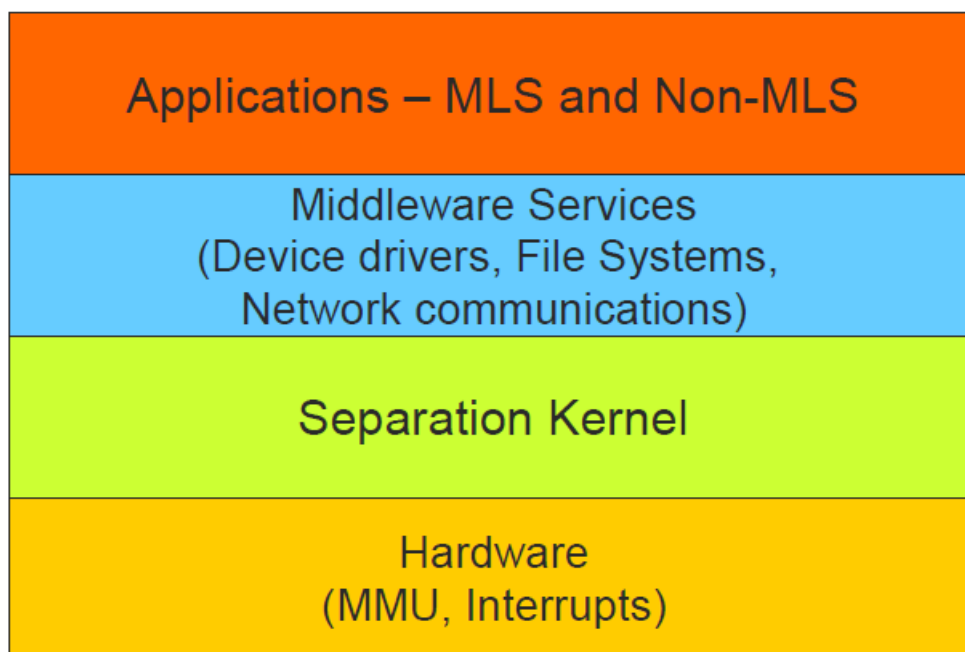 Applications – MLS and Non-MLS
Middleware Services
(Device drivers, File Systems,
Network communications)
Separation Kernel
Hardware
(MMU, Interrupts)